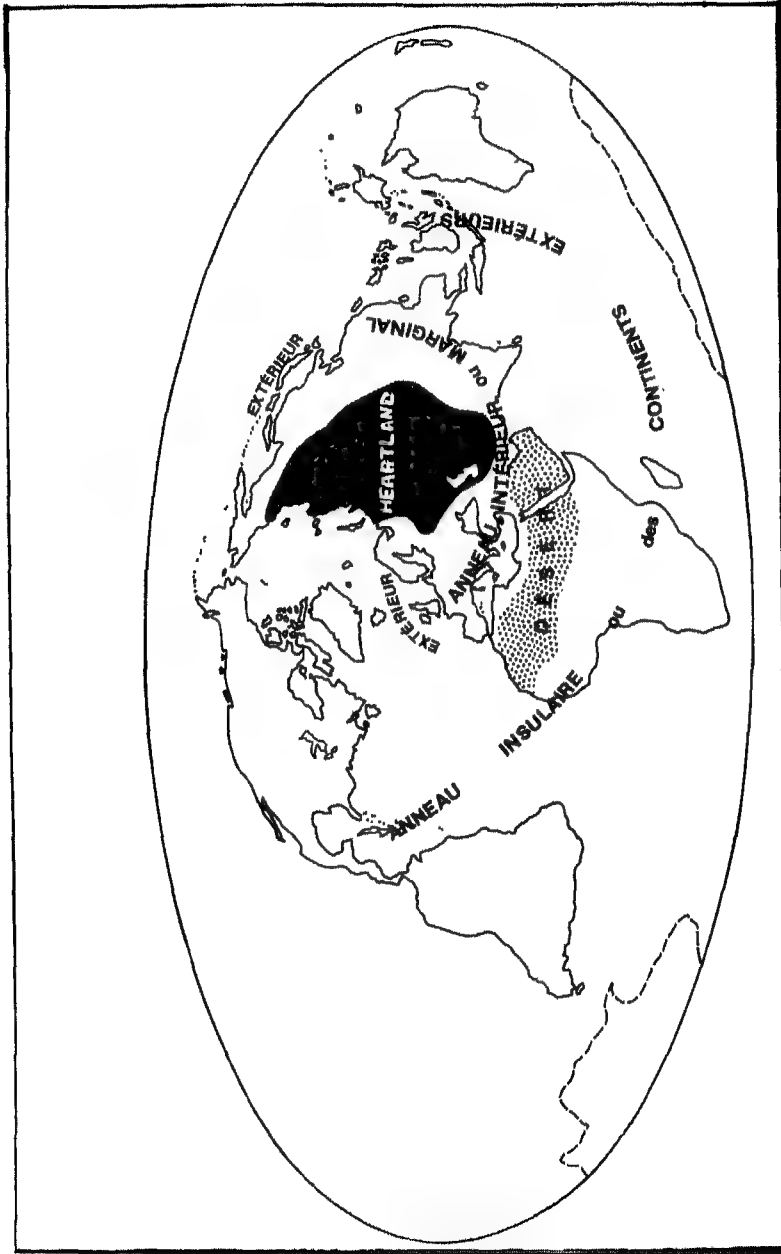 EXTÉRIEUR
HEARTLAND
ANNEAU INTÉRIEUR ou MARGINAL
EXTÉRIEUR
DÉSERT
ANNEAU INSULAIRE ou des CONTINENTS EXTÉRIEURS